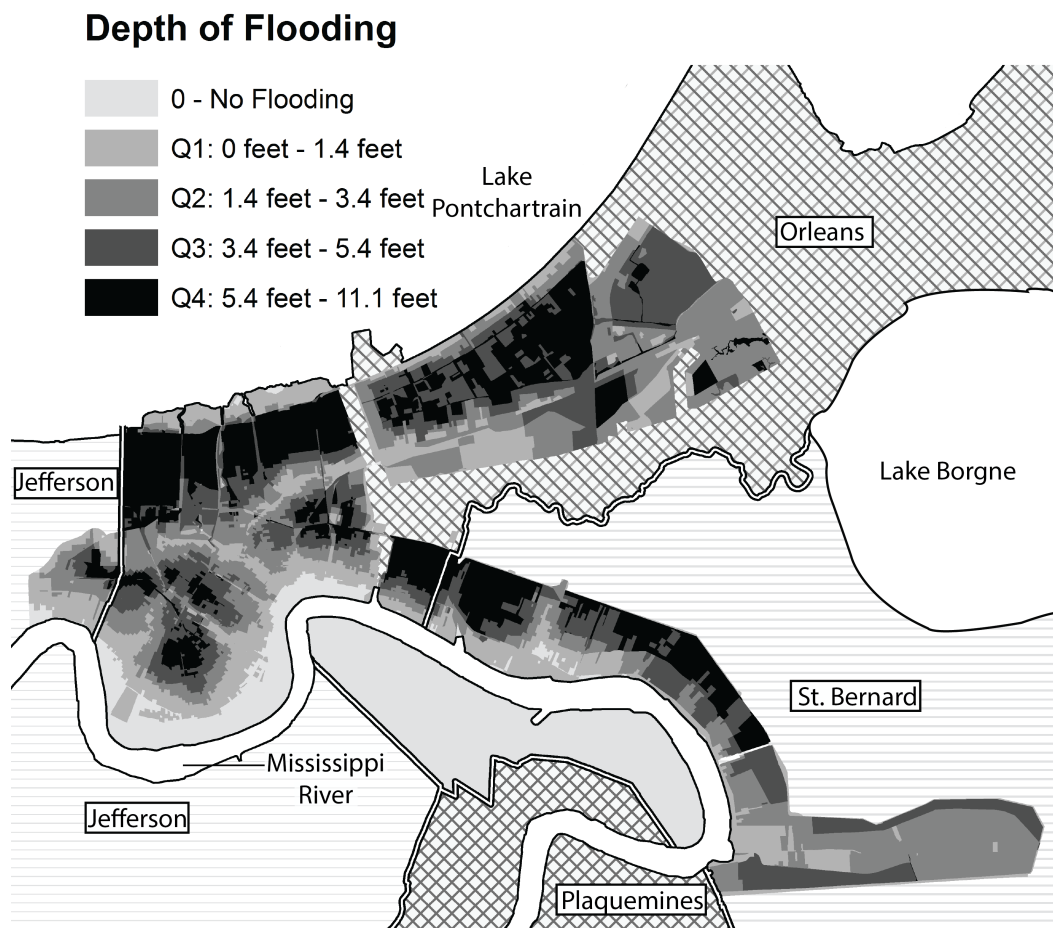 Depth of Flooding
0 - No Flooding
Q1: 0 feet - 1.4 feet
Q2: 1.4 feet - 3.4 feet
Q3: 3.4 feet - 5.4 feet
Q4: 5.4 feet - 11.1 feet
Lake
Pontchartrain
Orleans
Jefferson
Lake Borgne
St. Bernard
Mississippi
River
Jefferson
Plaquemines